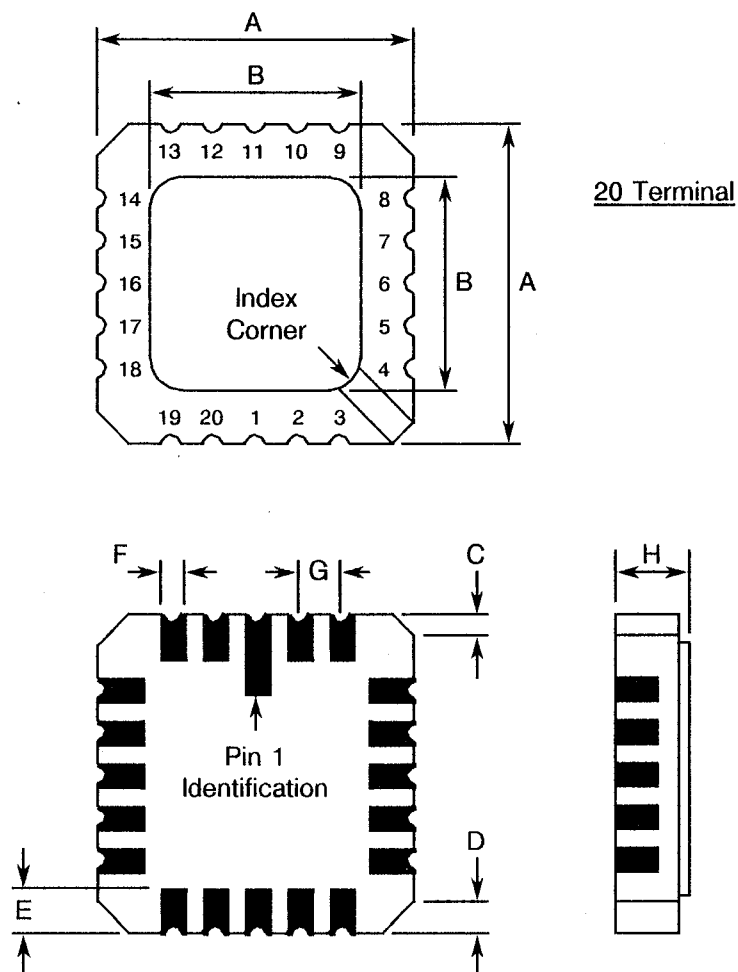 A
B
13 12 11 10 9
20 Terminal
14 8
15 7
16 6
17 5
18 4
B A
Index
Corner
19 20 1 2 3
F G C H
Pin 1
Identification
D
E